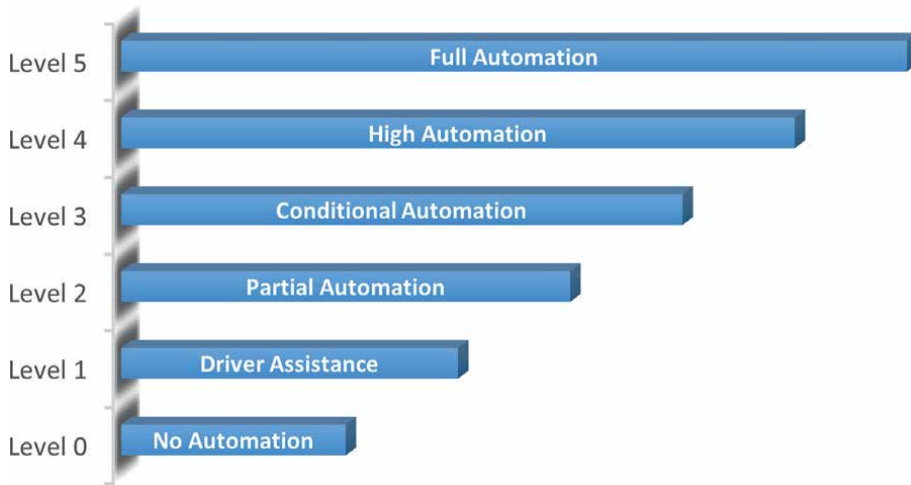 Level 5 Full Automation
Level 4 High Automation
Level 3 Conditional Automation
Level 2 Partial Automation
Level 1 Driver Assistance
Level 0 No Automation